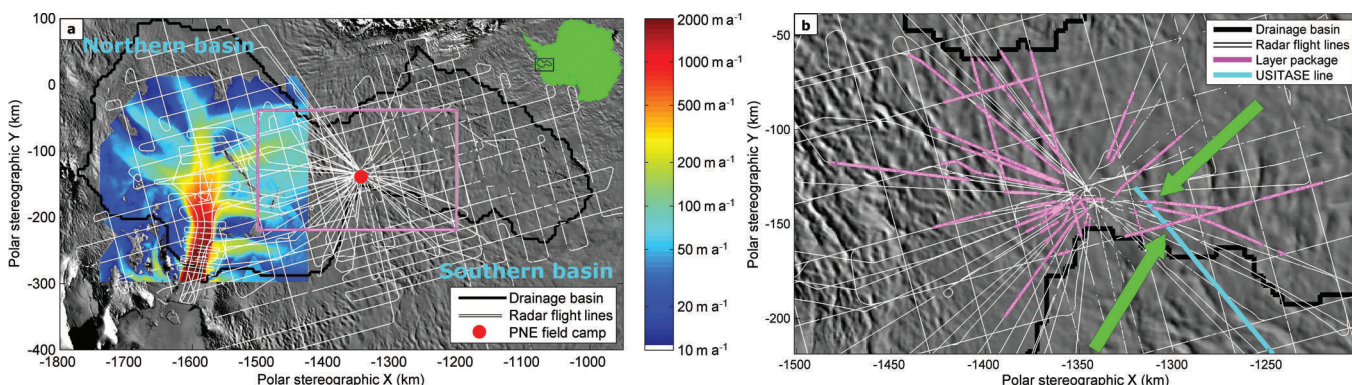 a
Northern basin
Southern basin
Drainage basin
Radar flight lines
PNE field camp
100
0
-100
-200
-300
-400
Polar stereographic Y (km)
-1800
-1700
-1600
-1500
-1400
-1300
-1200
-1100
-1000
Polar stereographic X (km)
2000 m a-1
1000 m a-1
500 m a-1
200 m a-1
100 m a-1
50 m a-1
20 m a-1
10 m a-1
b
Drainage basin
Radar flight lines
Layer package
USITASE line
-50
-100
-150
-200
Polar stereographic Y (km)
-1500
-1450
-1400
-1350
-1300
-1250
Polar stereographic X (km)